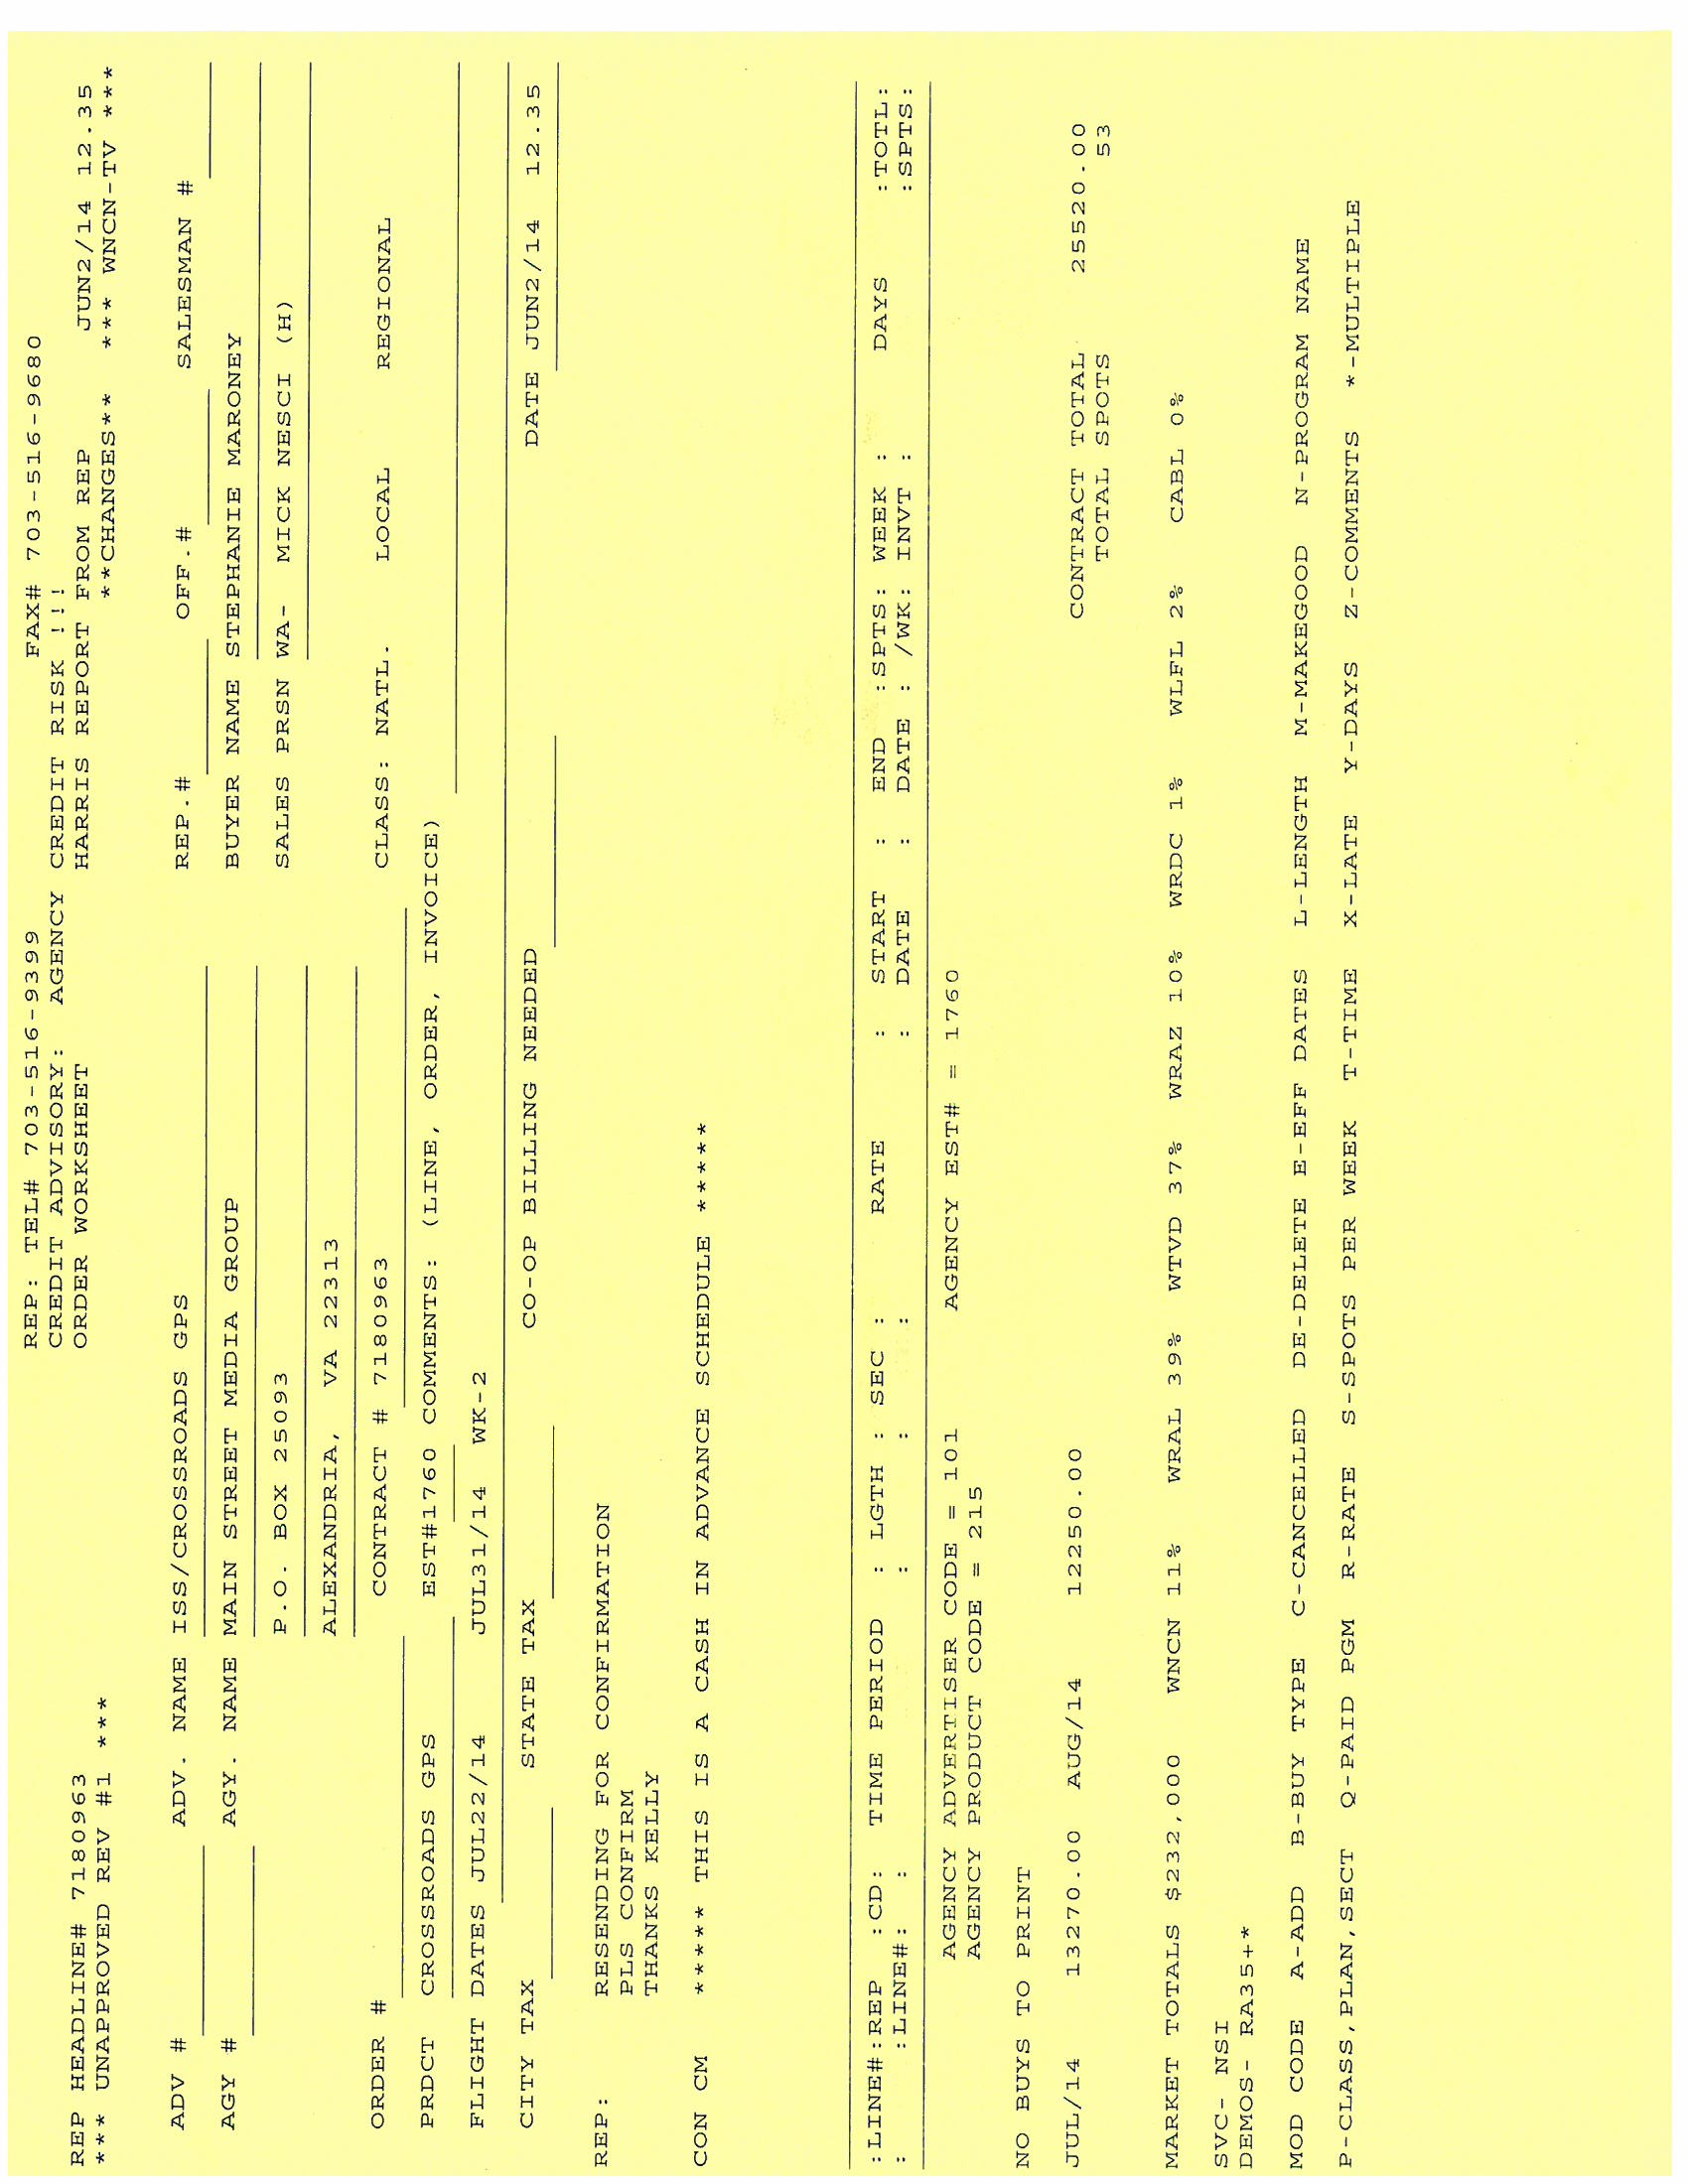 REP: TEL# 703-516-9399 FAX# 703-516-9680
CREDIT ADVISORY: AGENCY CREDIT RISK !!!
REP HEADLINE# 7180963 ORDER WORKSHEET HARRIS REPORT FROM REP JUN2/14 12.35
*** UNAPPROVED REV #1 *** **CHANGES** *** WNCN-TV ***
ADV # ADV. NAME ISS/CROSSROADS GPS REP.# OFF.# SALESMAN #
AGY # AGY. NAME MAIN STREET MEDIA GROUP BUYER NAME STEPHANIE MARONEY
P.O. BOX 25093 SALES PRSN WA- MICK NESCI (H)
ALEXANDRIA, VA 22313
ORDER # CONTRACT # 7180963 CLASS: NATL. LOCAL REGIONAL
PRDCT CROSSROADS GPS EST#1760 COMMENTS: (LINE, ORDER, INVOICE)
FLIGHT DATES JUL22/14 JUL31/14 WK-2
CITY TAX STATE TAX CO-OP BILLING NEEDED DATE JUN2/14 12.35
REP: RESENDING FOR CONFIRMATION
PLS CONFIRM
THANKS KELLY
CON CM ***** THIS IS A CASH IN ADVANCE SCHEDULE *****
:LINE#:REP :CD: TIME PERIOD : LGTH : SEC : RATE : START : END :SPTS: WEEK : DAYS :TOTL:
: :LINE#: : : : : : DATE : DATE : /WK: INVT : :SPTS:
AGENCY ADVERTISER CODE = 101 AGENCY EST# = 1760
AGENCY PRODUCT CODE = 215
NO BUYS TO PRINT
JUL/14 13270.00 AUG/14 12250.00 CONTRACT TOTAL 25520.00
TOTAL SPOTS 53
MARKET TOTALS $232,000 WNCN 11% WRAL 39% WTVD 37% WRAZ 10% WRDC 1% WLFL 2% CABL 0%
SVC- NSI
DEMOS- RA35+*
MOD CODE A-ADD B-BUY TYPE C-CANCELLED DE-DELETE E-EFF DATES L-LENGTH M-MAKEGOOD N-PROGRAM NAME
P-CLASS,PLAN,SECT Q-PAID PGM R-RATE S-SPOTS PER WEEK T-TIME X-LATE Y-DAYS Z-COMMENTS *-MULTIPLE